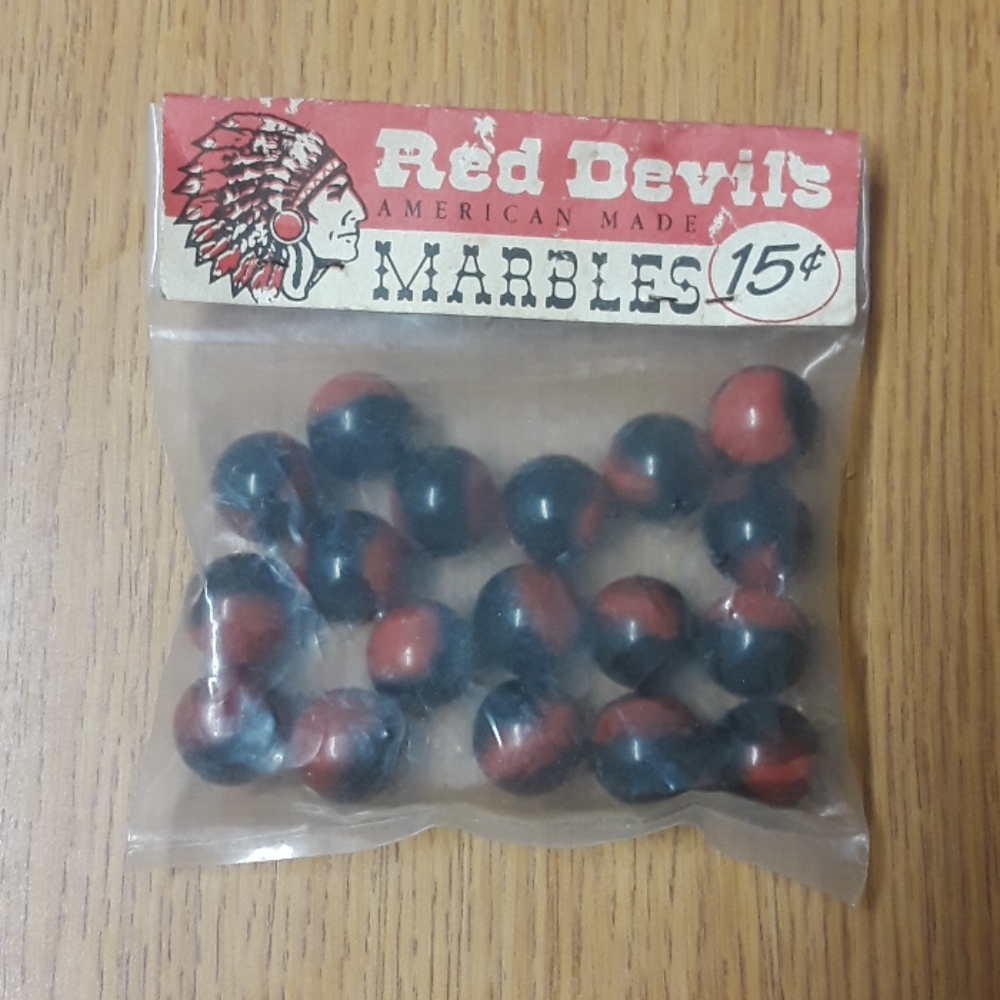 Red Devils
AMERICAN MADE
MARBLES
15¢